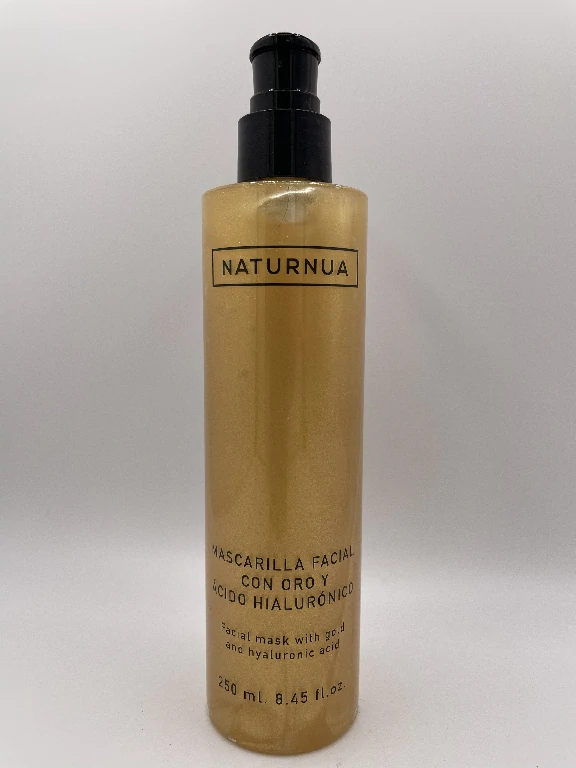 NATURNUA
MASCARILLA FACIAL
CON ORO Y
ÁCIDO HIALURÓNICO
Facial mask with gold
and hyaluronic acid
250 ml. 8.45 fl.oz.